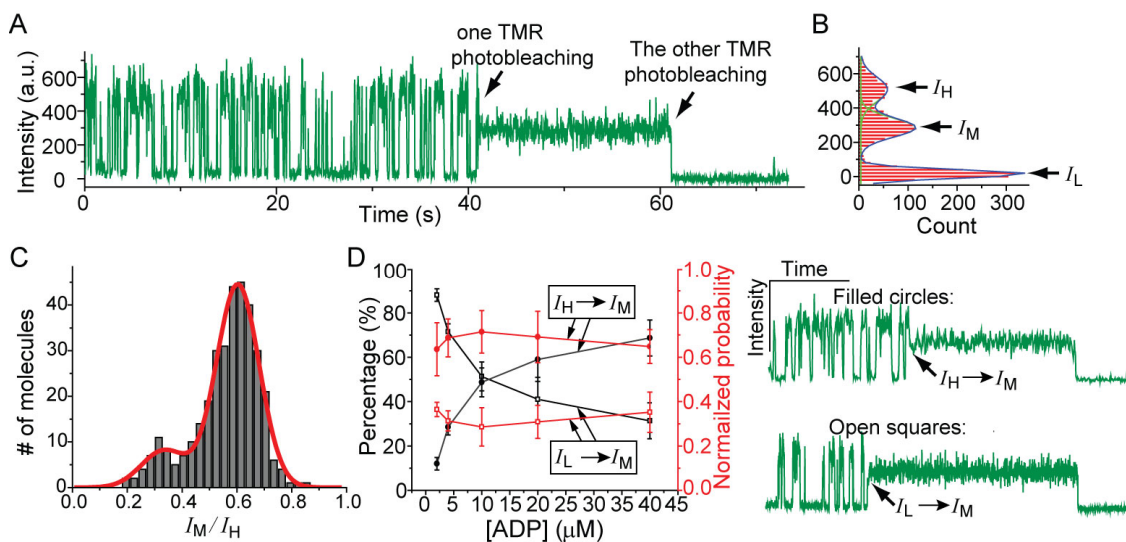 A
one TMR
photobleaching
The other TMR
photobleaching
Intensity (a.u.)
600
400
200
0
0
20
40
60
Time (s)
B
600
400
200
0
I_H
I_M
I_L
0
100
200
300
Count
C
# of molecules
40
30
20
10
0
0.0
0.2
0.4
0.6
0.8
1.0
I_M/I_H
D
Percentage (%)
100
80
60
40
20
0
I_H → I_M
I_L → I_M
1.0
0.8
0.6
0.4
0.2
0.0
Normailzed probability
0 5 10 15 20 25 30 35 40 45
[ADP] (μM)
Time
Intensity
Filled circles:
I_H → I_M
Open squares:
I_L → I_M